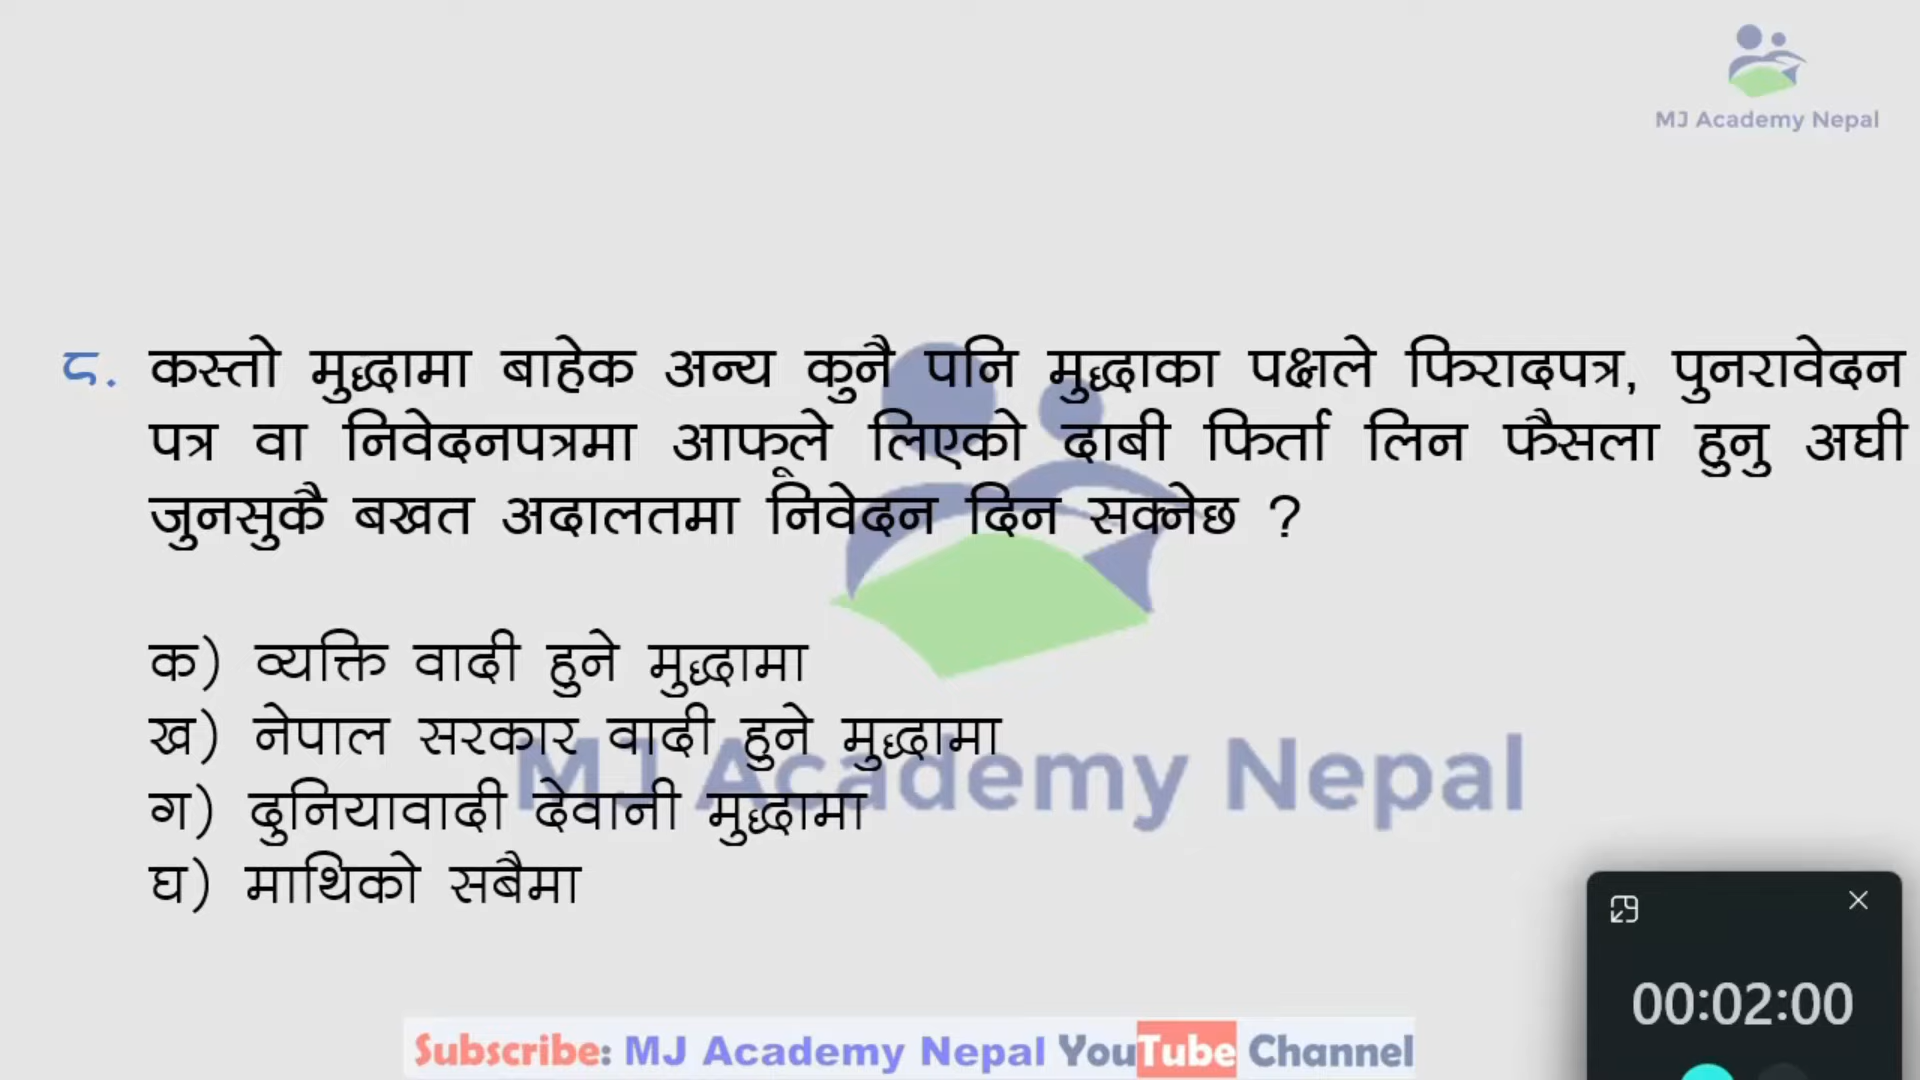 MJ Academy Nepal
८. कस्तो मुद्धामा बाहेक अन्य कुनै पनि मुद्धाका पक्षले फिरादपत्र, पुनरावेदन
पत्र वा निवेदनपत्रमा आफूले लिएको दाबी फिर्ता लिन फैसला हुनु अघी
जुनसुकै बखत अदालतमा निवेदन दिन सक्नेछ ?
क) व्यक्ति वादी हुने मुद्धामा
ख) नेपाल सरकार वादी हुने मुद्धामा
ग) दुनियावादी देवानी मुद्धामा
घ) माथिको सबैमा
MJ Academy Nepal
00:02:00
Subscribe: MJ Academy Nepal YouTube Channel